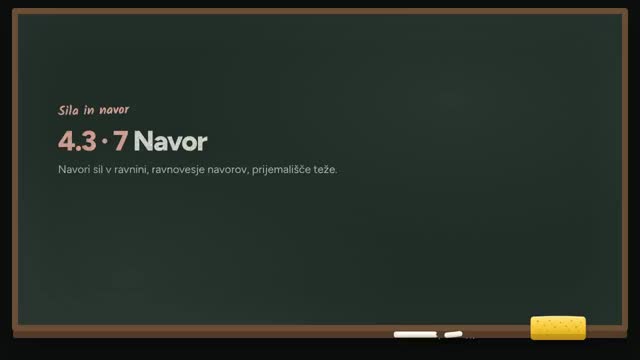 Sila in navor
4.3 · 7 Navor
Navori sil v ravnini, ravnovesje navorov, prijemališče teže.